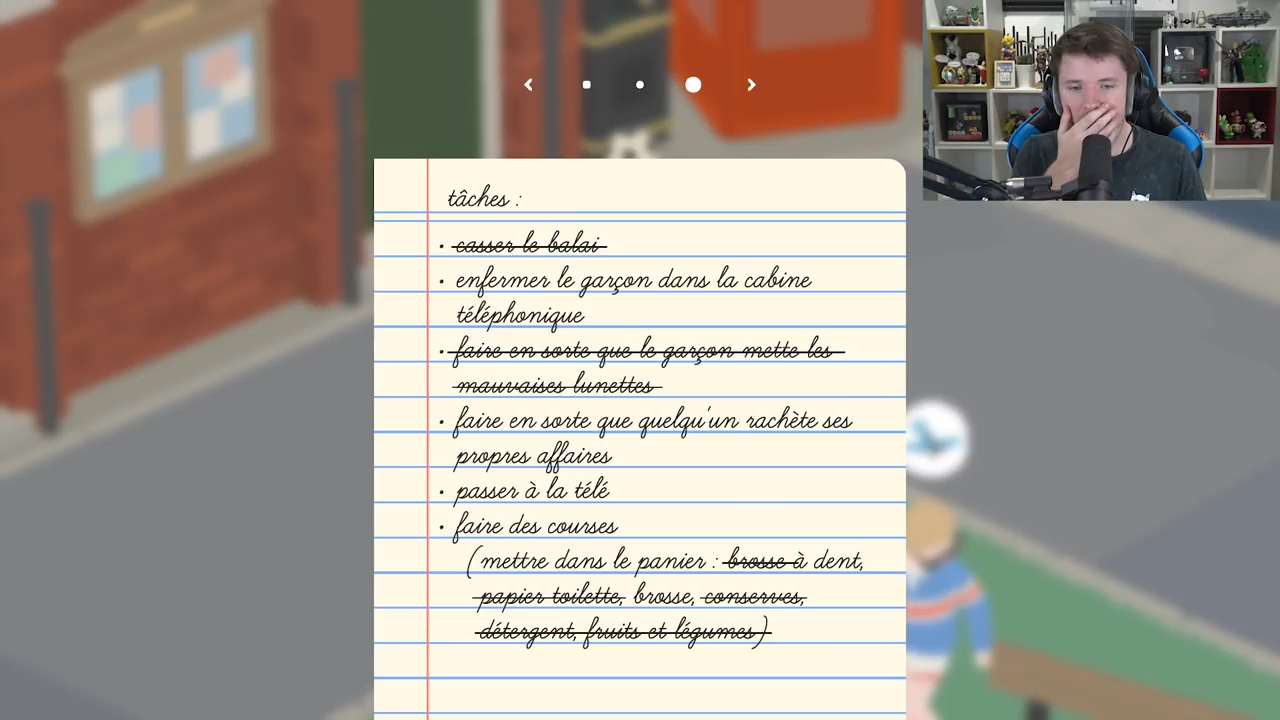 tâches :
• casser le balai
• enfermer le garçon dans la cabine
téléphonique
• faire en sorte que le garçon mette les
mauvaises lunettes
• faire en sorte que quelqu'un rachète ses
propres affaires
• passer à la télé
• faire des courses
(mettre dans le panier : brosse à dent,
papier toilette, brosse, conserves,
détergent, fruits et légumes)